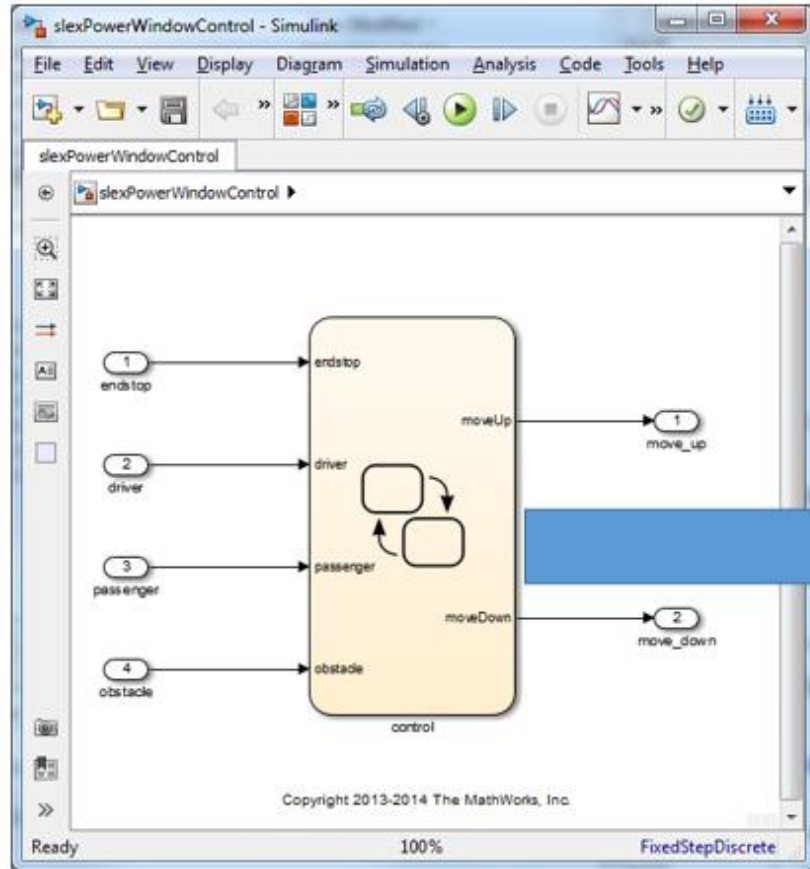 slexPowerWindowControl - Simulink
File Edit View Display Diagram Simulation Analysis Code Tools Help
» »  »
slexPowerWindowControl
slexPowerWindowControl
1
endstop
endstop
moveUp
1
move_up
2
driver
driver
3
passenger
passenger
moveDown
2
move_down
4
obstacle
obstacle
control
Copyright 2013-2014 The MathWorks, Inc.
»
Ready 100% FixedStepDiscrete